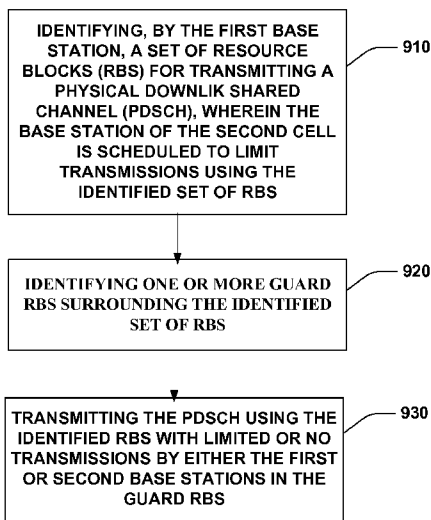 IDENTIFYING, BY THE FIRST BASE
STATION, A SET OF RESOURCE
BLOCKS (RBS) FOR TRANSMITTING A
PHYSICAL DOWNLIK SHARED
CHANNEL (PDSCH), WHEREIN THE
BASE STATION OF THE SECOND CELL
IS SCHEDULED TO LIMIT
TRANSMISSIONS USING THE
IDENTIFIED SET OF RBS
910
IDENTIFYING ONE OR MORE GUARD
RBS SURROUNDING THE IDENTIFIED
SET OF RBS
920
TRANSMITTING THE PDSCH USING THE
IDENTIFIED RBS WITH LIMITED OR NO
TRANSMISSIONS BY EITHER THE FIRST
OR SECOND BASE STATIONS IN THE
GUARD RBS
930